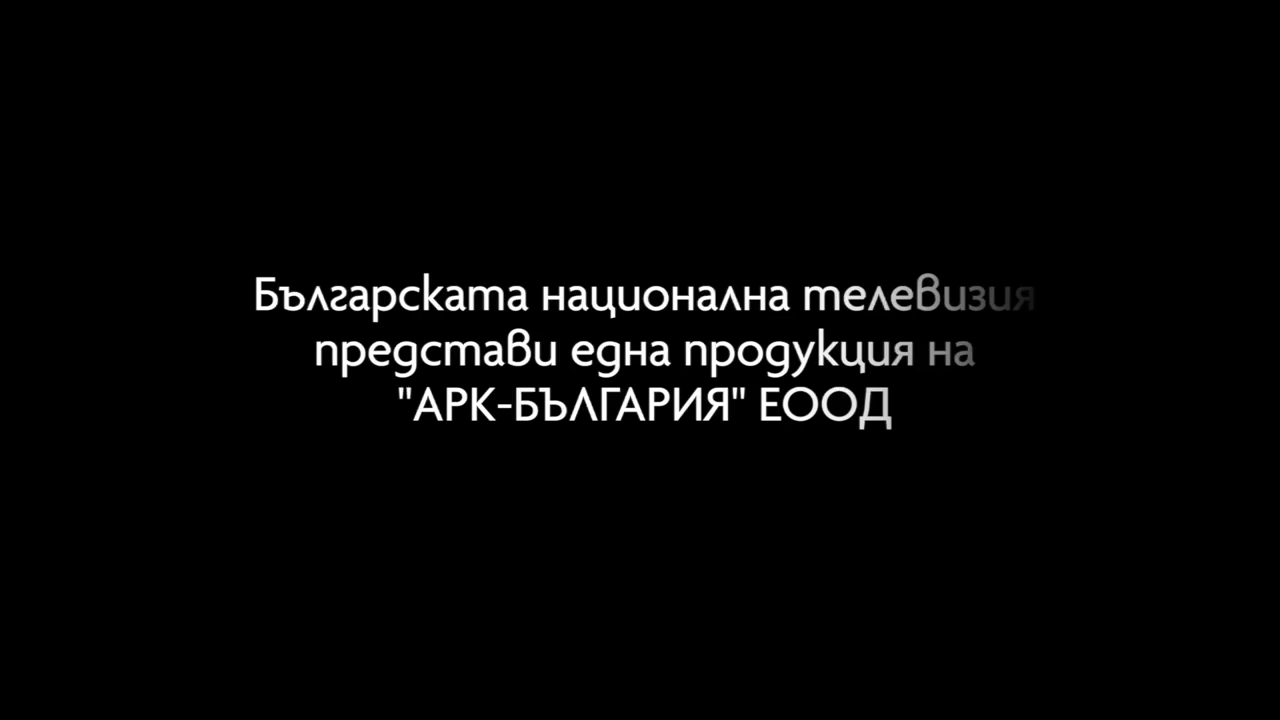 Българската национална телевизия
представи една продукция на
"АРК-БЪЛГАРИЯ" ЕООД